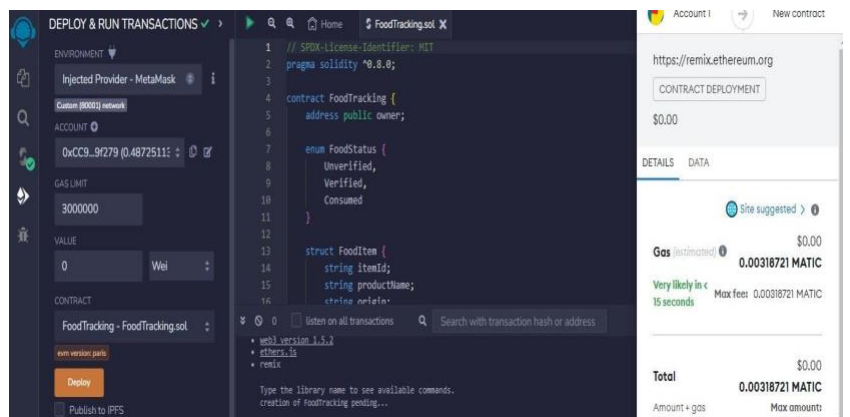 DEPLOY & RUN TRANSACTIONS
ENVIRONMENT
Injected Provider - MetaMask
Custom (80001) network
ACCOUNT
0xCC9...9f279 (0.4872511
GAS LIMIT
3000000
VALUE
0 Wei
CONTRACT
FoodTracking - FoodTracking.sol
evm version: paris
Deploy
Publish to IPFS
Home FoodTracking.sol
1 // SPDX-License-Identifier: MIT
2 pragma solidity ^0.8.0;
3
4 contract FoodTracking {
5 address public owner;
6
7 enum FoodStatus {
8 Unverified,
9 Verified,
10 Consumed
11 }
12
13 struct FoodItem {
14 string itemId;
15 string productName;
16 string origin;
0 listen on all transactions Search with transaction hash or address
web3 version 1.5.2
ethers.js
remix
Type the library name to see available commands.
creation of FoodTracking pending...
Account 1 New contract
https://remix.ethereum.org
CONTRACT DEPLOYMENT
$0.00
DETAILS DATA
Site suggested >
$0.00
Gas (estimated) 0.00318721 MATIC
Very likely in <
15 seconds
Max fee: 0.00318721 MATIC
$0.00
Total 0.00318721 MATIC
Amount + gas Max amount: